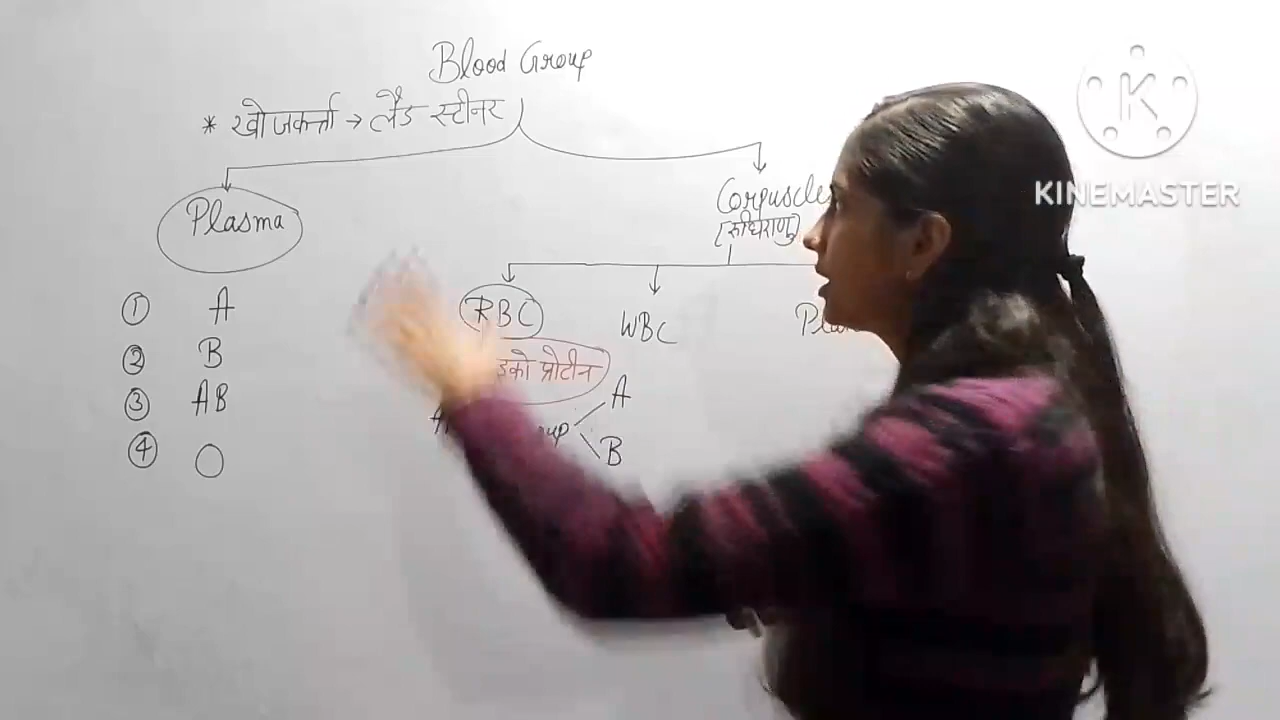 Blood Group
* खोजकर्त्ता → लैंड स्टीनर
Plasma
Corpuscle
(रुधिराणु)
RBC
WBC
① A
② B
③ AB
④ O
प्रोटीन
A
B
K
KINEMASTER